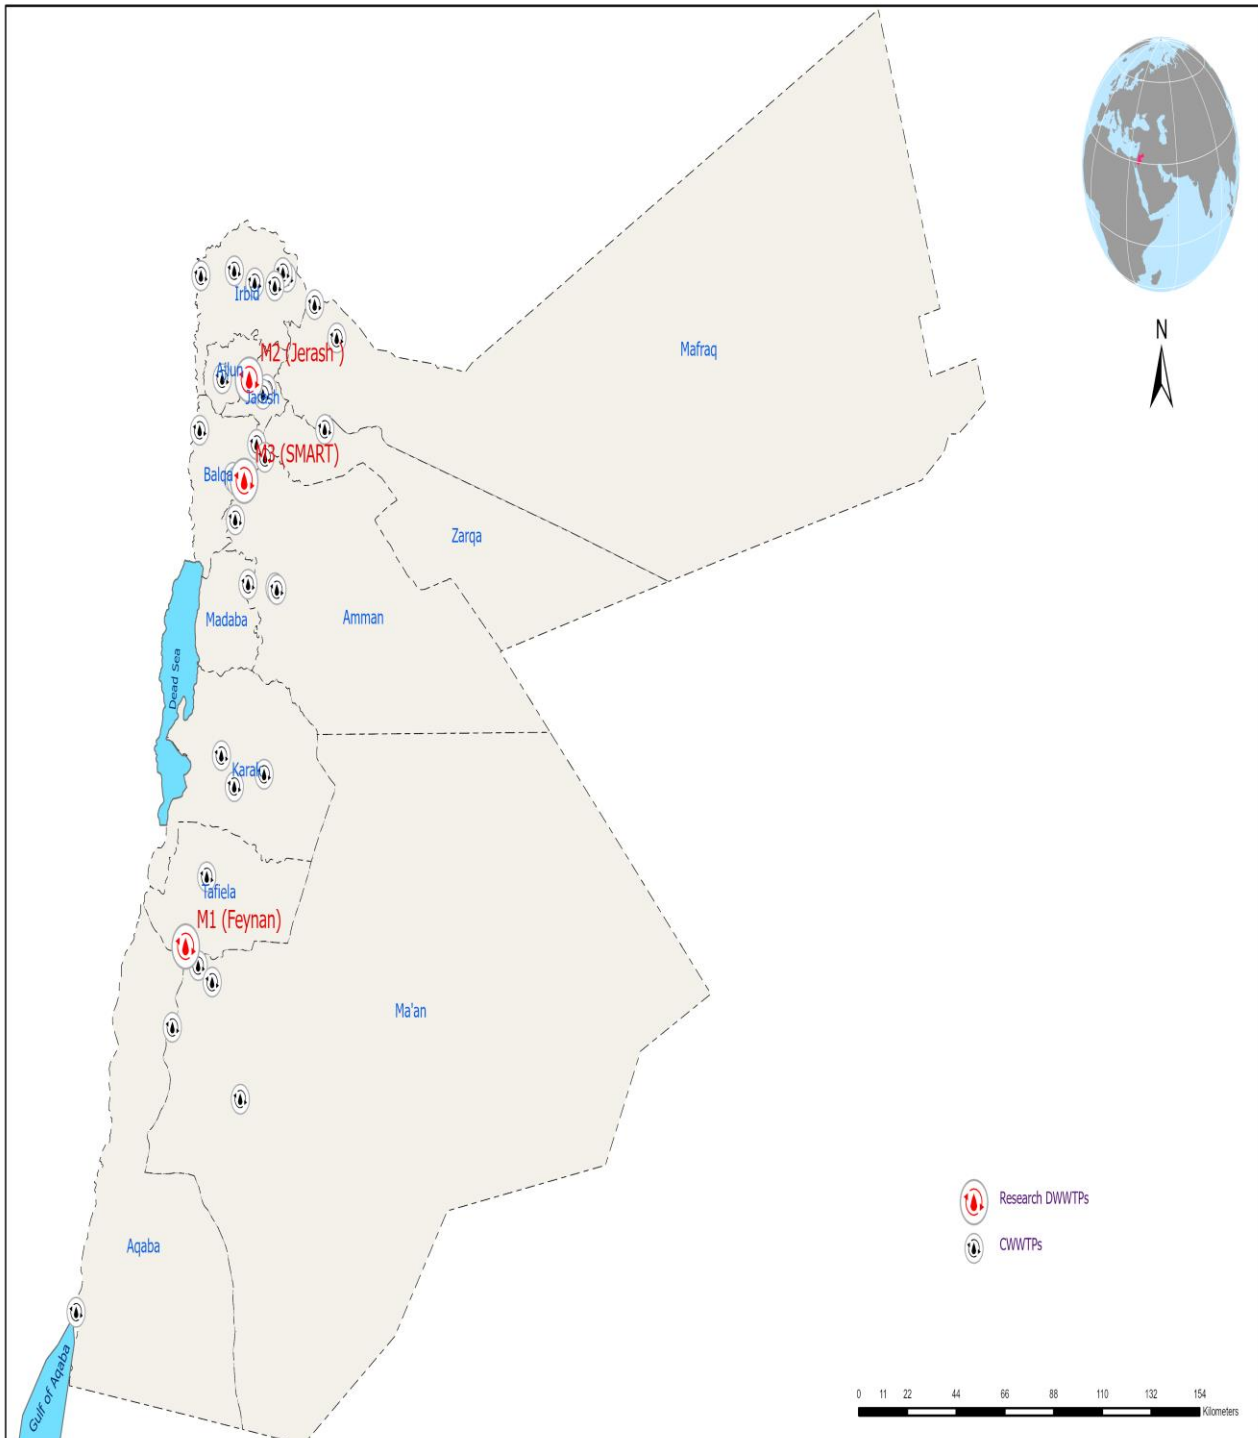 N
Irbid
Mafraq
M2 (Jerash )
Ajlun
Jarash
M3 (SMART)
Balqa
Zarqa
Madaba
Amman
Dead Sea
Karak
Tafiela
M1 (Feynan)
Ma'an
Research DWWTPs
CWWTPs
Aqaba
Gulf of Aqaba
0 11 22 44 66 88 110 132 154
Kilometers